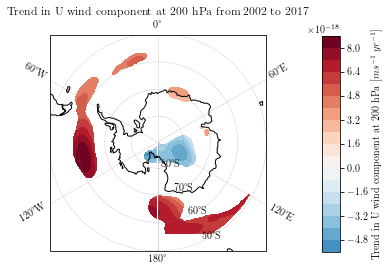 Trend in U wind component at 200 hPa from 2002 to 2017
0°
×10⁻¹⁸
60°W
60°E
80°S
70°S
60°S
50°S
120°W
120°E
180°
8.0
6.4
4.8
3.2
1.6
0.0
−1.6
−3.2
−4.8
Trend in U wind component at 200 hPa [ms⁻¹ yr⁻¹]